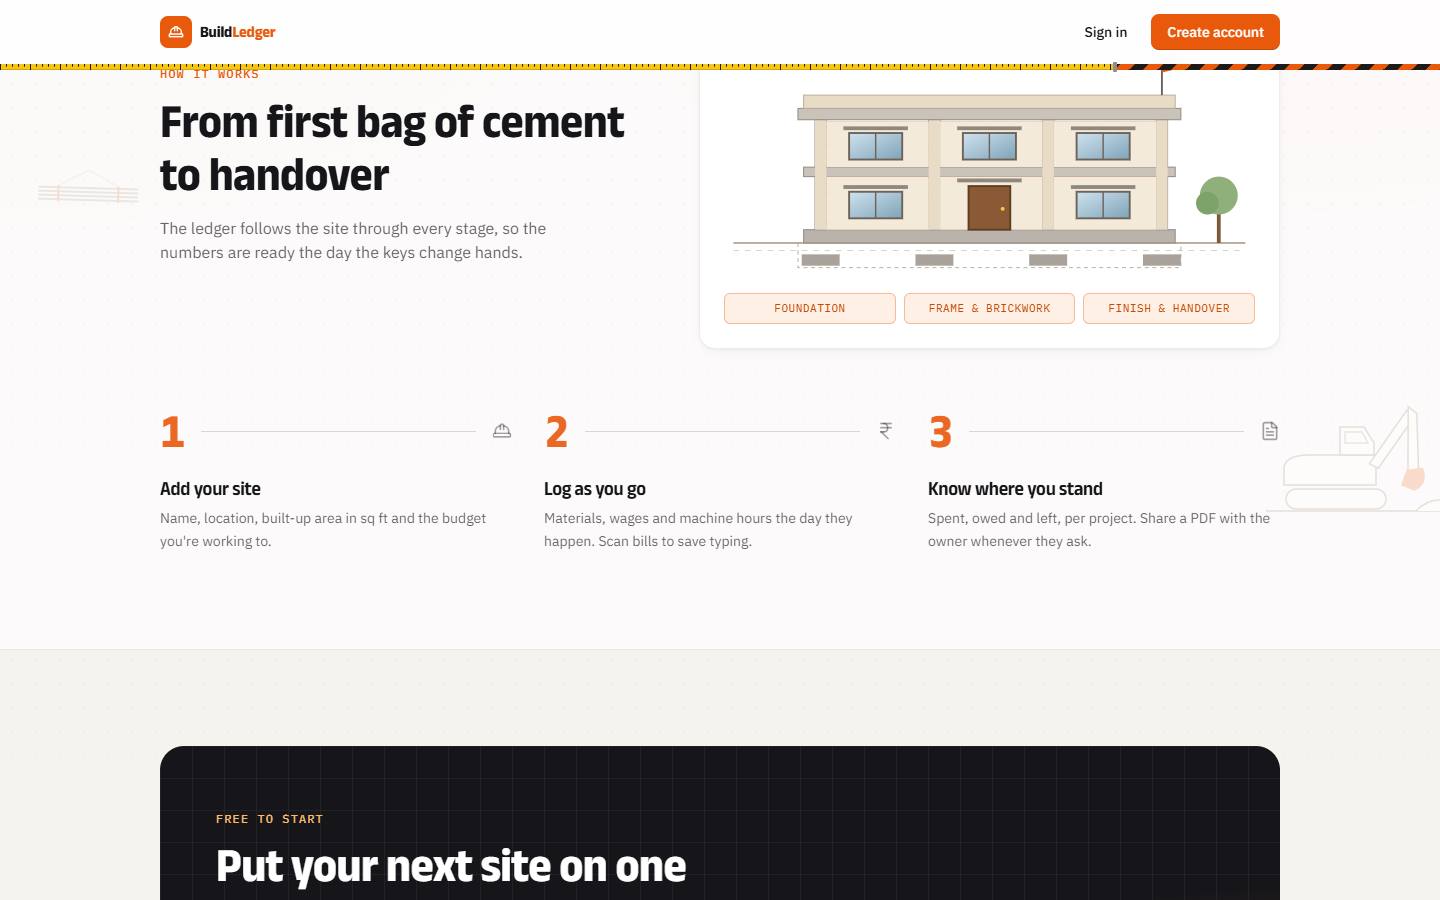 BuildLedger
Sign in
Create account
HOW IT WORKS
From first bag of cement
to handover
The ledger follows the site through every stage, so the
numbers are ready the day the keys change hands.
FOUNDATION
FRAME & BRICKWORK
FINISH & HANDOVER
1
2
₹
3
Add your site
Name, location, built-up area in sq ft and the budget
you're working to.
Log as you go
Materials, wages and machine hours the day they
happen. Scan bills to save typing.
Know where you stand
Spent, owed and left, per project. Share a PDF with the
owner whenever they ask.
FREE TO START
Put your next site on one